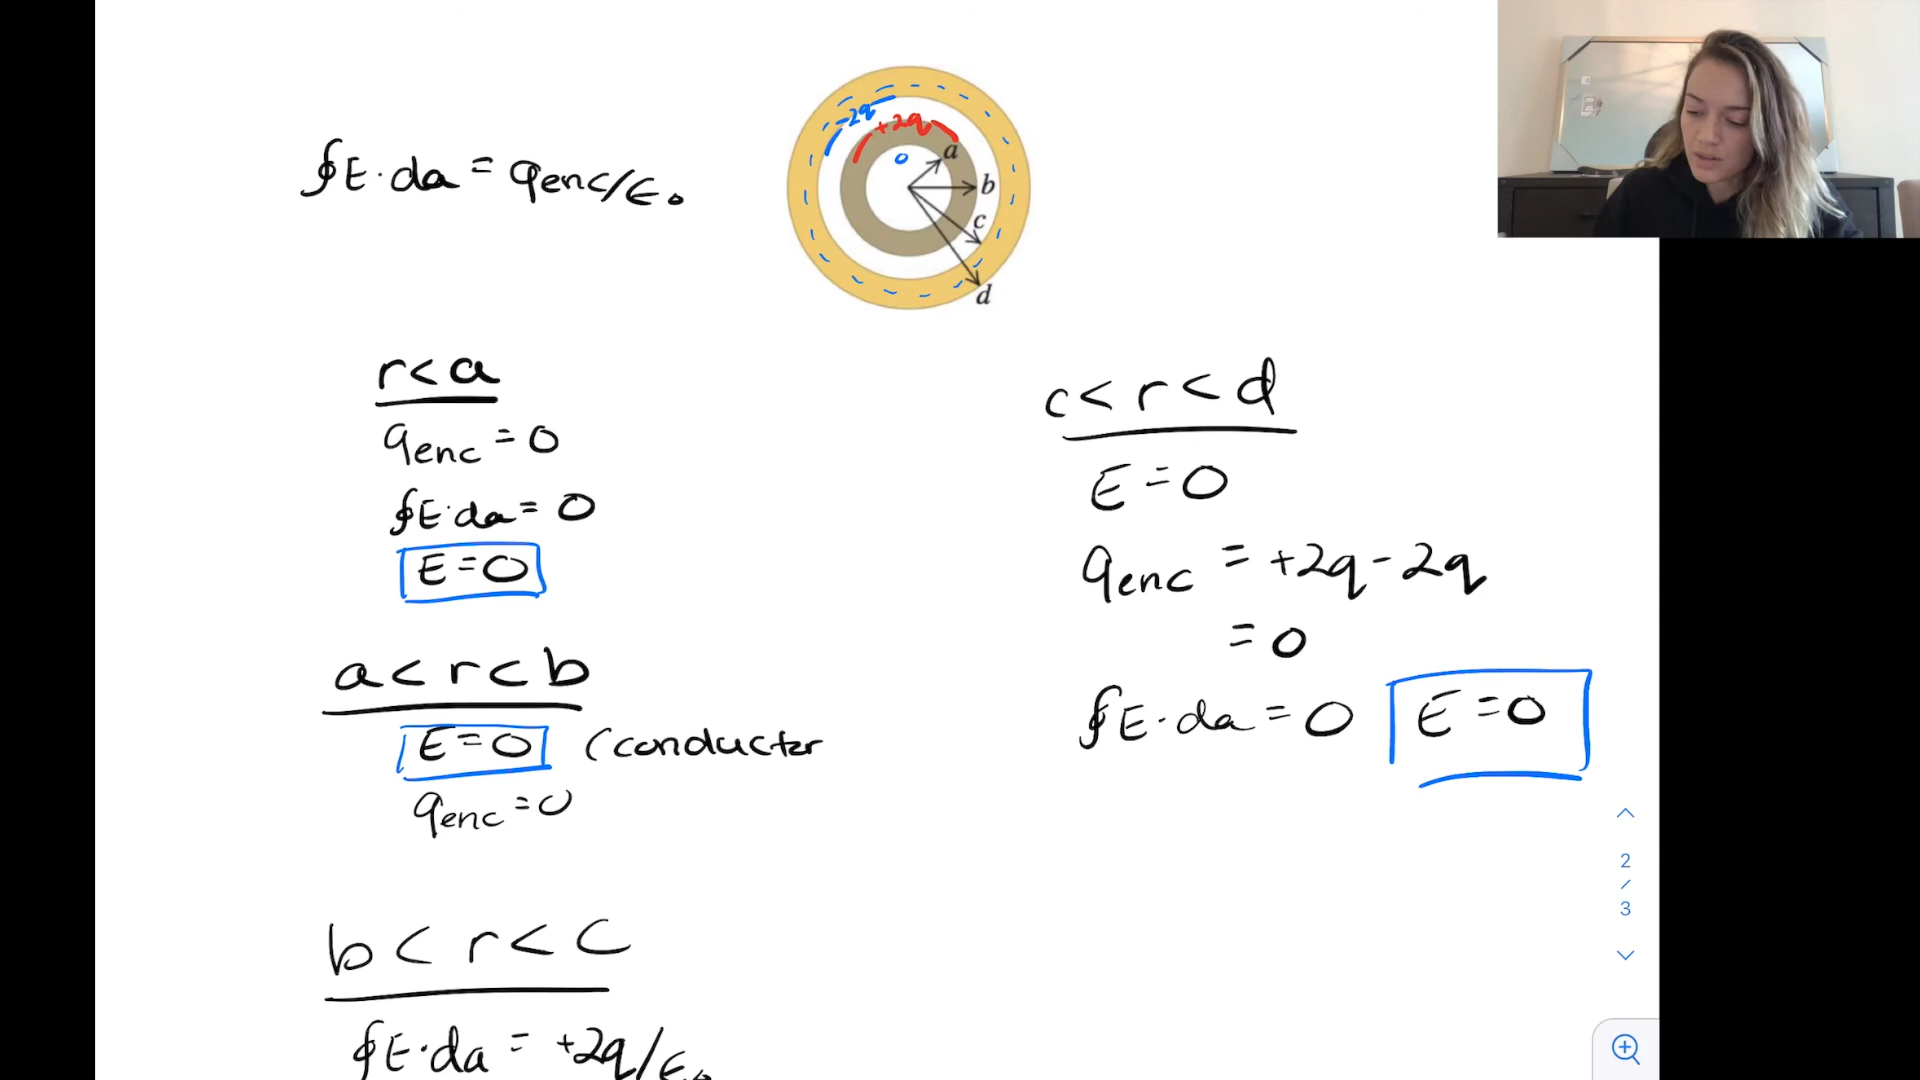 ∮E·da = qenc/ε₀
-2q
+2q
0
a
b
c
d
r<a
qenc = 0
∮E·da = 0
E=0
a<r<b
E=0 (conductor
qenc=0
b<r<c
∮E·da = +2q/ε₀
c<r<d
E=0
qenc = +2q-2q
= 0
∮E·da = 0 E=0
2
/
3